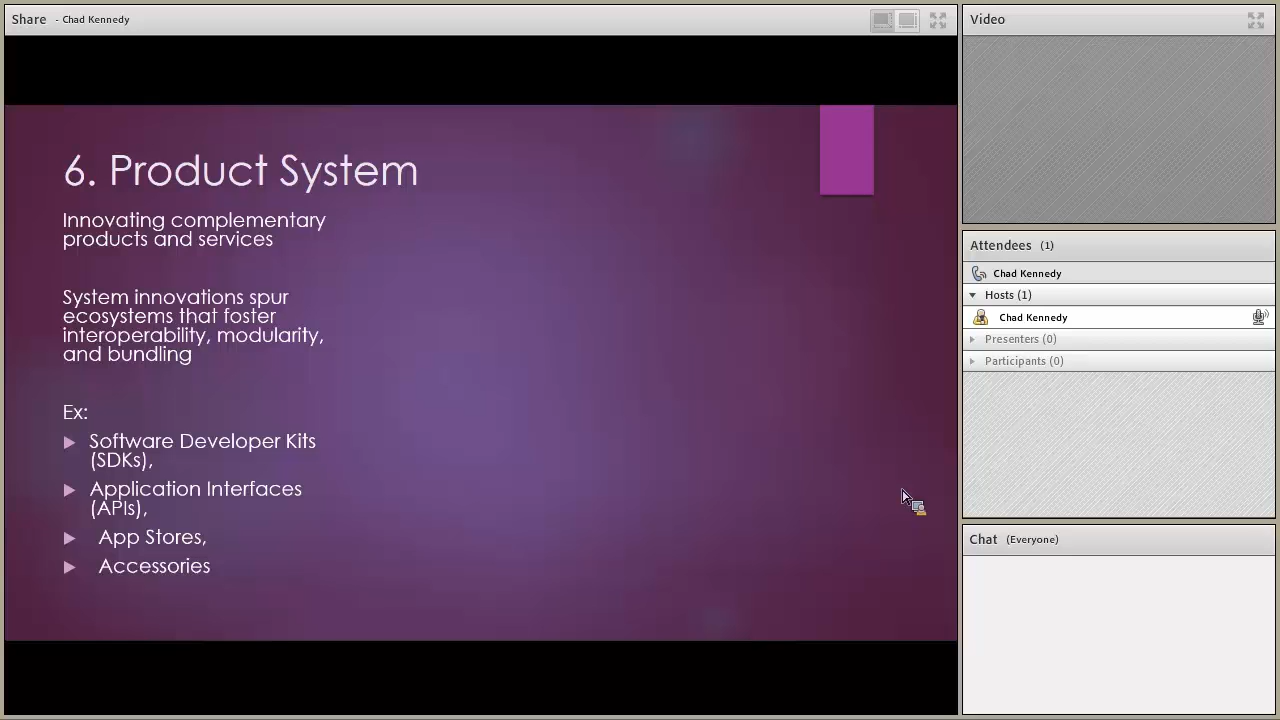 Share - Chad Kennedy
6. Product System
Innovating complementary
products and services
System innovations spur
ecosystems that foster
interoperability, modularity,
and bundling
Ex:
Software Developer Kits
(SDKs),
Application Interfaces
(APIs),
App Stores,
Accessories
Video
Attendees (1)
Chad Kennedy
Hosts (1)
Chad Kennedy
Presenters (0)
Participants (0)
Chat (Everyone)